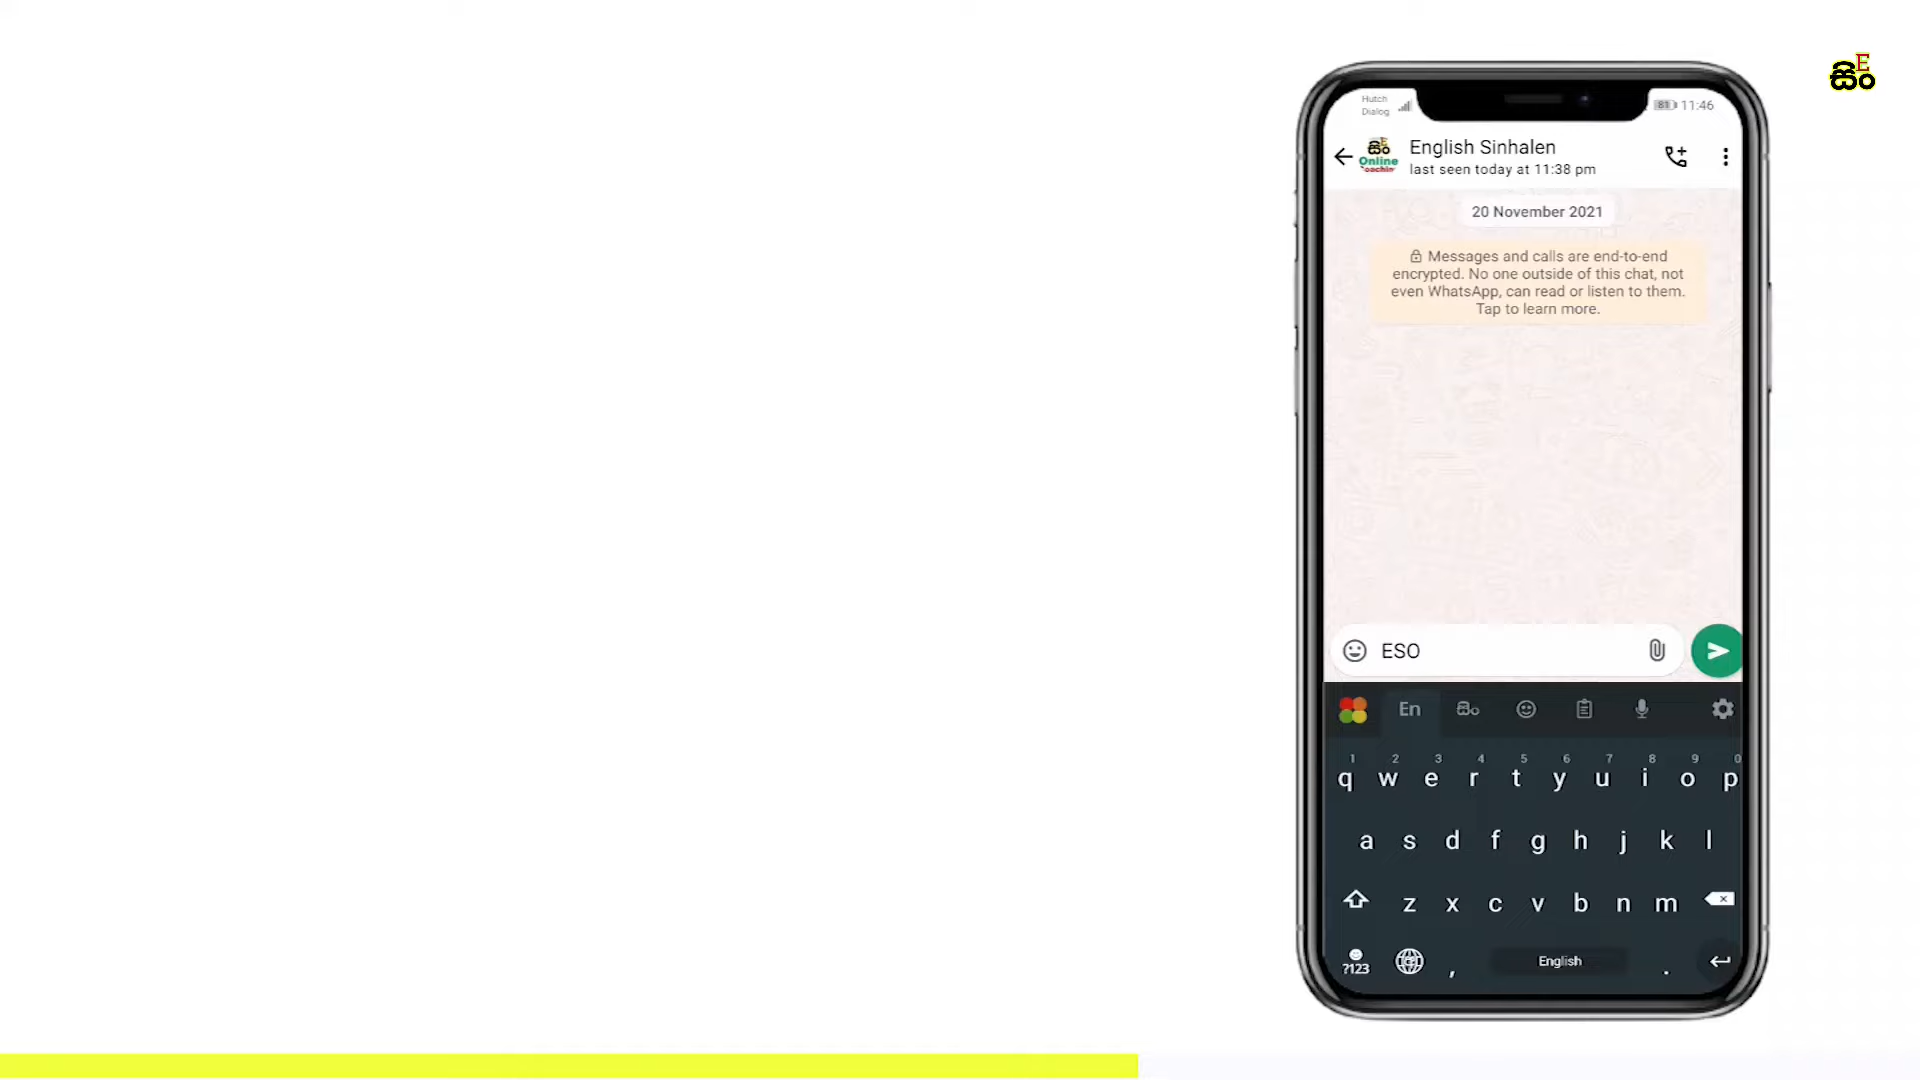 සිංE
Hutch
Dialog
81 11:46
සිංE
Online
English Sinhalen
last seen today at 11:38 pm
20 November 2021
Messages and calls are end-to-end
encrypted. No one outside of this chat, not
even WhatsApp, can read or listen to them.
Tap to learn more.
ESO
En සිං
1 2 3 4 5 6 7 8 9 0
q w e r t y u i o p
a s d f g h j k l
z x c v b n m
?123 , English .